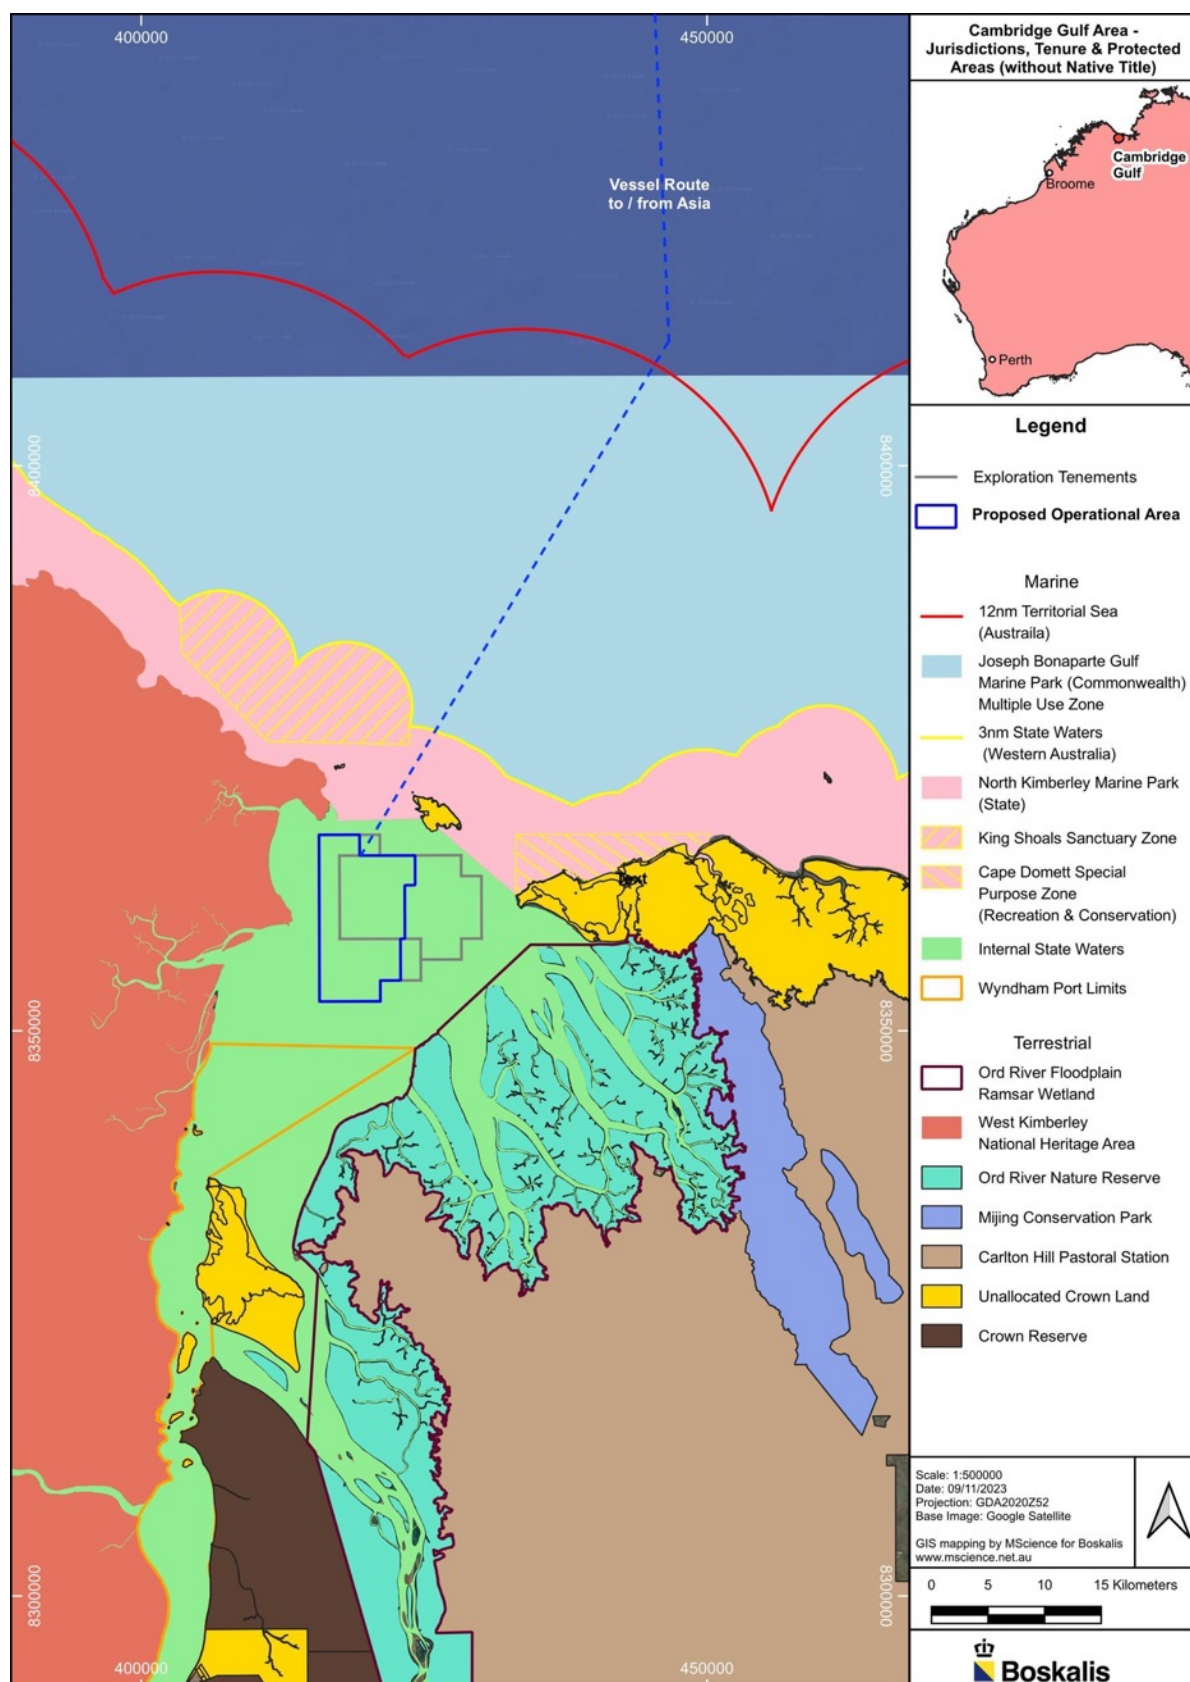 400000
450000
Vessel Route
to / from Asia
8400000
8400000
Text
8350000
8350000
8300000
8300000
400000
450000
Cambridge Gulf Area -
Jurisdictions, Tenure & Protected
Areas (without Native Title)
Cambridge
Gulf
Broome
Perth
Legend
Exploration Tenements
Proposed Operational Area
Marine
12nm Territorial Sea
(Austraila)
Joseph Bonaparte Gulf
Marine Park (Commonwealth)
Multiple Use Zone
3nm State Waters
(Western Australia)
North Kimberley Marine Park
(State)
King Shoals Sanctuary Zone
Cape Domett Special
Purpose Zone
(Recreation & Conservation)
Internal State Waters
Wyndham Port Limits
Terrestrial
Ord River Floodplain
Ramsar Wetland
West Kimberley
National Heritage Area
Ord River Nature Reserve
Mijing Conservation Park
Carlton Hill Pastoral Station
Unallocated Crown Land
Crown Reserve
Scale: 1:500000
Date: 09/11/2023
Projection: GDA2020Z52
Base Image: Google Satellite
GIS mapping by MScience for Boskalis
www.mscience.net.au
0 5 10 15 Kilometers
Boskalis